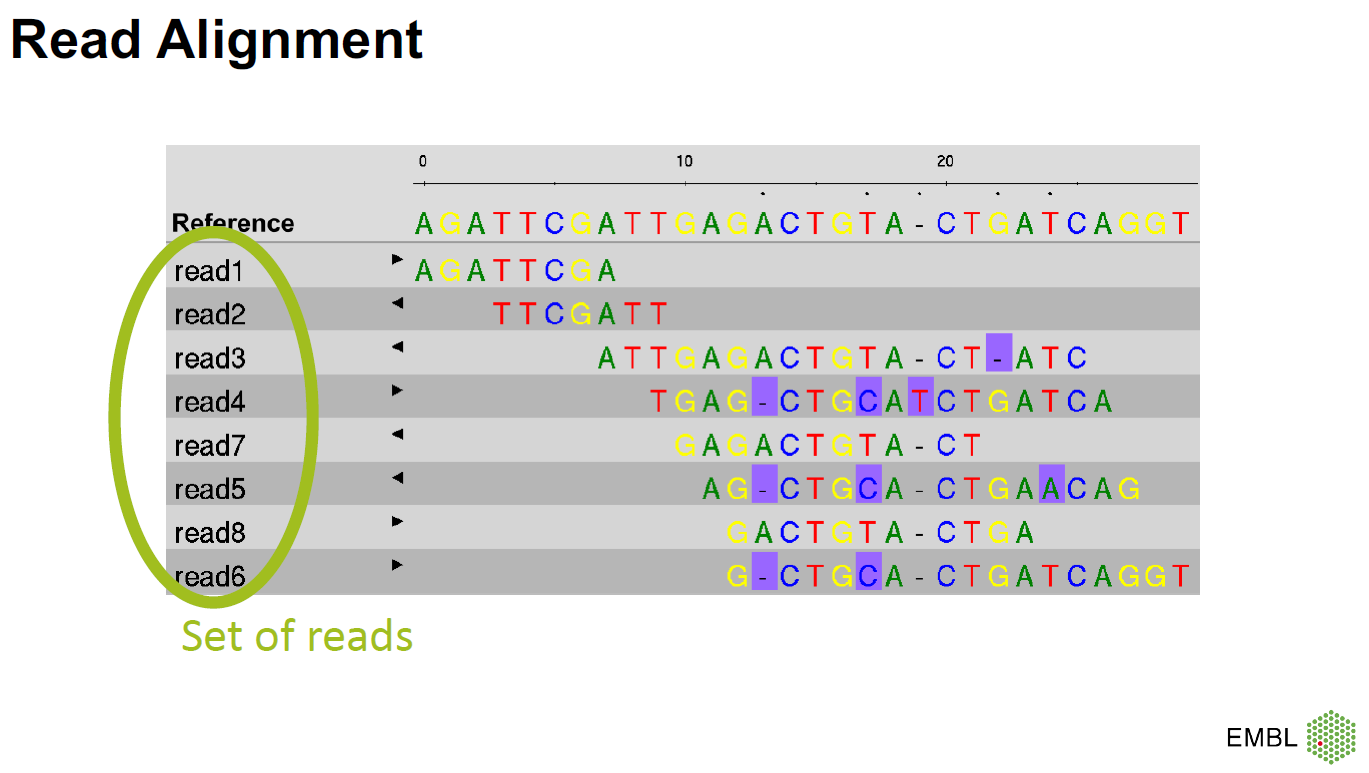 Read Alignment
0 10 20
Reference AGATTCGATTGAGACTGTA-CTGATCAGGT
read1 AGATTCGA
read2 TTCGATT
read3 ATTGAGACTGTA-CT-ATC
read4 TGAG-CTGCATCTGATCA
read7 GAGACTGTA-CT
read5 AG-CTGCA-CTGAACAG
read8 GACTGTA-CTGA
read6 G-CTGCA-CTGATCAGGT
Set of reads
EMBL